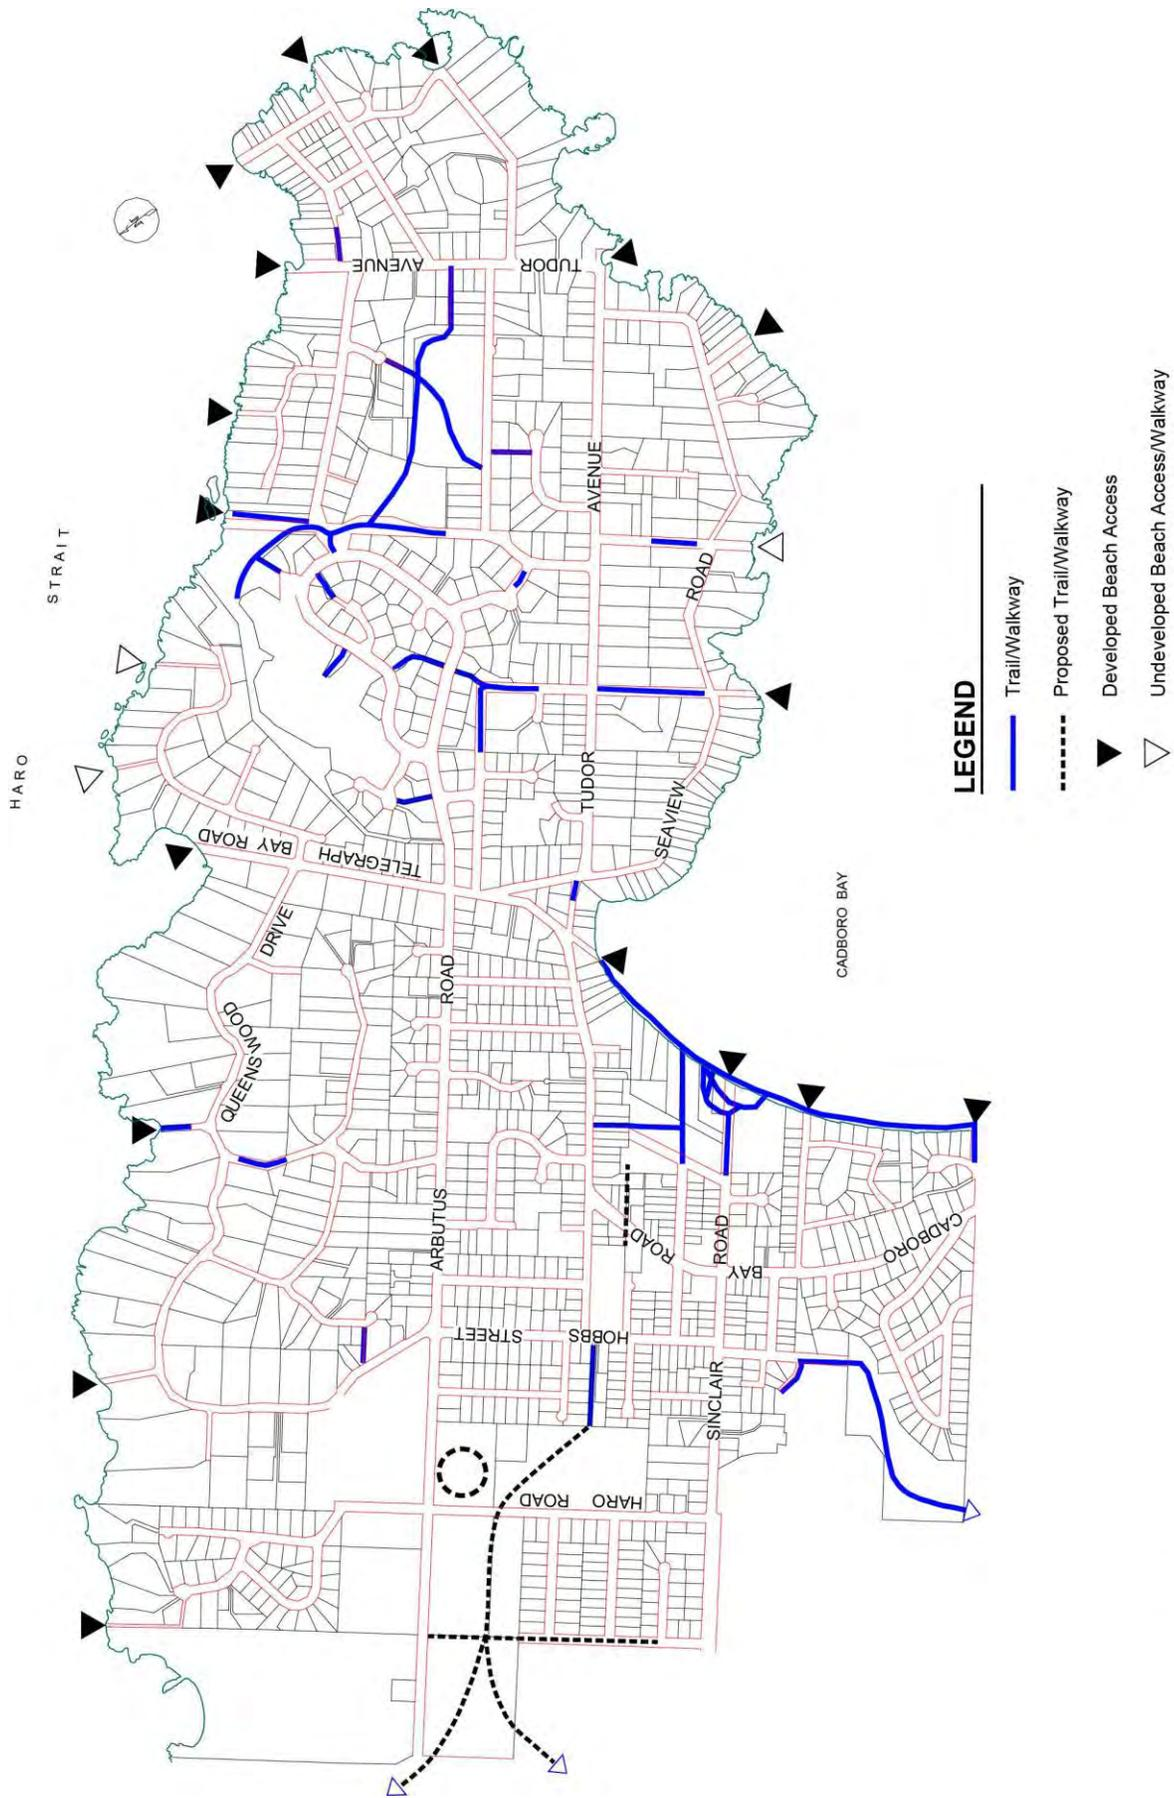 HARO
STRAIT
AVENUE
TUDOR
AVENUE
ROAD
TUDOR
SEAVIEW
BAY ROAD
TELEGRAPH
DRIVE
QUEENSWOOD
ROAD
ARBUTUS
CADBORO BAY
ROAD
ROAD
BAY
CADBORO
STREET
HOBBS
SINCLAIR
HARO ROAD
N
LEGEND
Trail/Walkway
Proposed Trail/Walkway
Developed Beach Access
Undeveloped Beach Access/Walkway